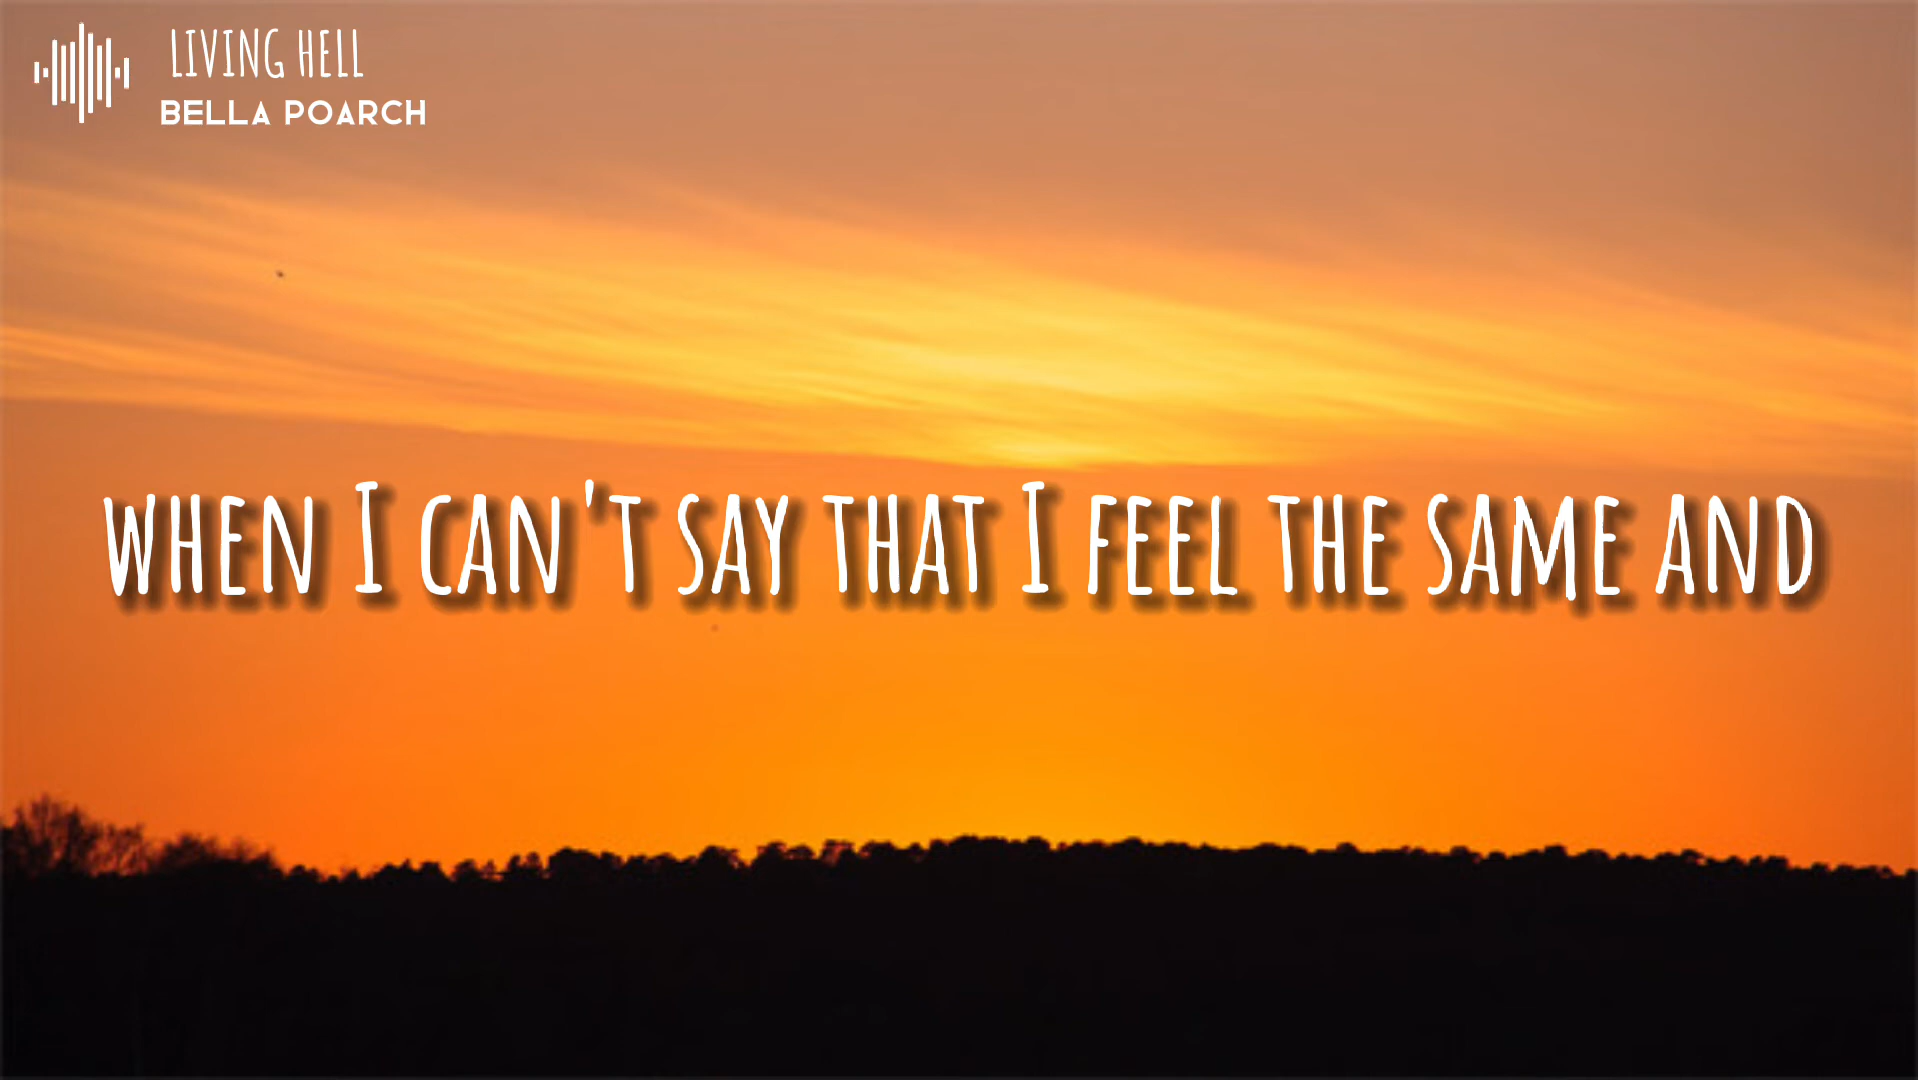 LIVING HELL
BELLA POARCH
WHEN I CAN'T SAY THAT I FEEL THE SAME AND